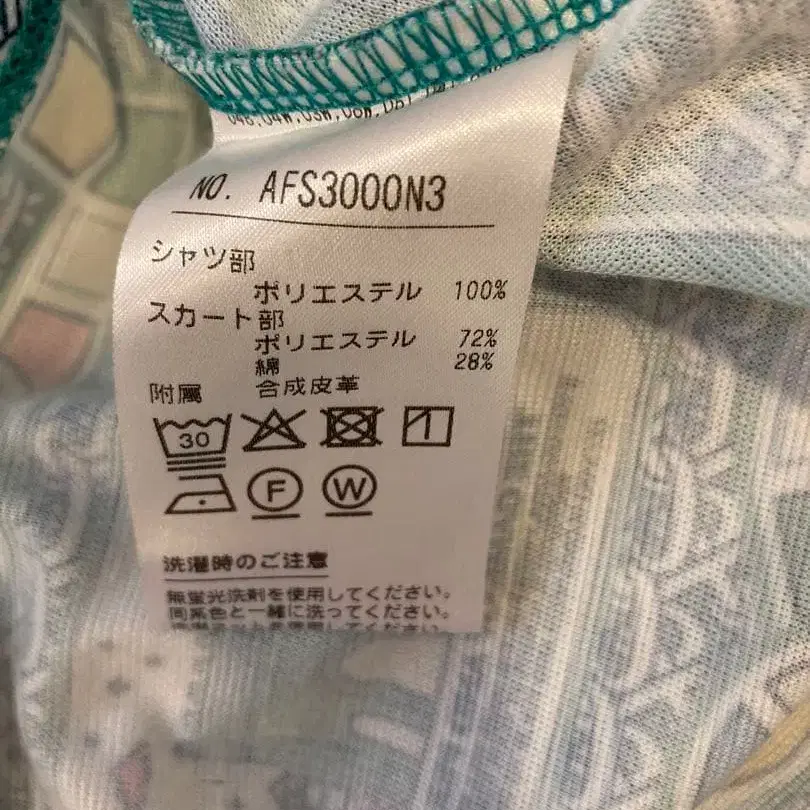 NO. AFS3000N3
シャツ部
ポリエステル 100%
スカート部
ポリエステル 72%
綿 28%
附属 合成皮革
30
F W
洗濯時のご注意
無蛍光洗剤を使用してください。
同系色と一緒に洗ってください。